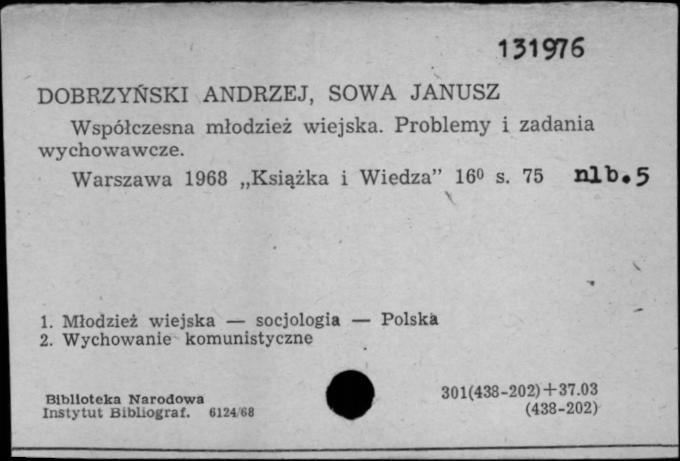 131976
DOBRZYŃSKI ANDRZEJ, SOWA JANUSZ
Współczesna młodzież wiejska. Problemy i zadania
wychowawcze.
Warszawa 1968 „Książka i Wiedza” 16⁰ s. 75 nlb.5
1. Młodzież wiejska — socjologia — Polska
2. Wychowanie komunistyczne
Biblioteka Narodowa
Instytut Bibliograf. 6124/68
301(438-202)+37.03
(438-202)